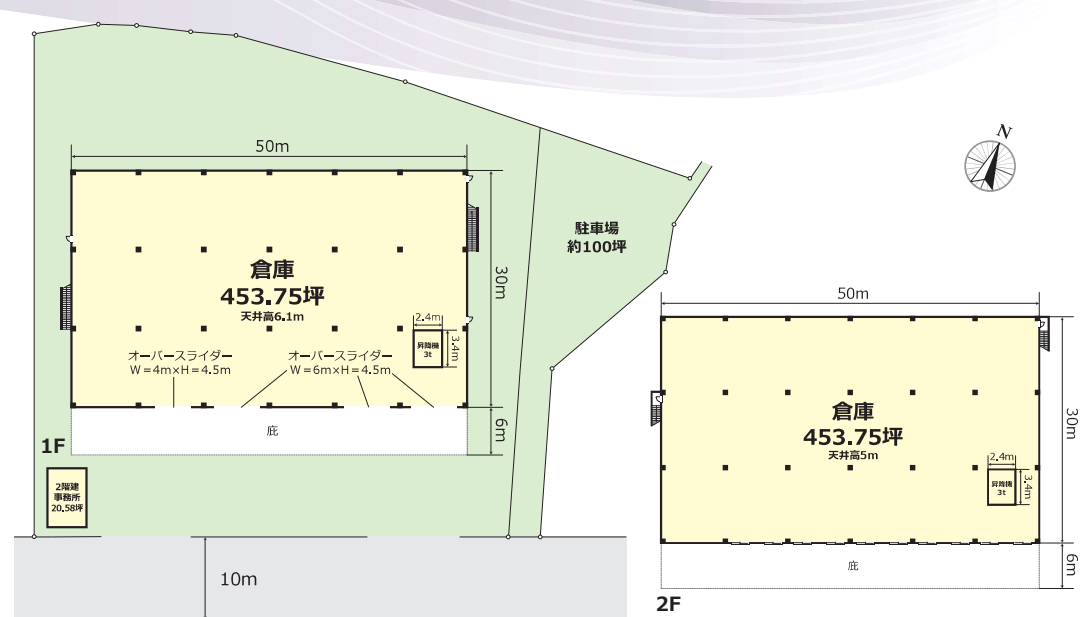 N
50m
30m
6m
倉庫
453.75坪
天井高6.1m
2.4m
3.4m
昇降機
3t
オーバースライダー
W=4m×H=4.5m
オーバースライダー
W=6m×H=4.5m
庇
1F
2階建
事務所
20.58坪
10m
駐車場
約100坪
50m
30m
6m
倉庫
453.75坪
天井高5m
2.4m
3.4m
昇降機
3t
庇
2F